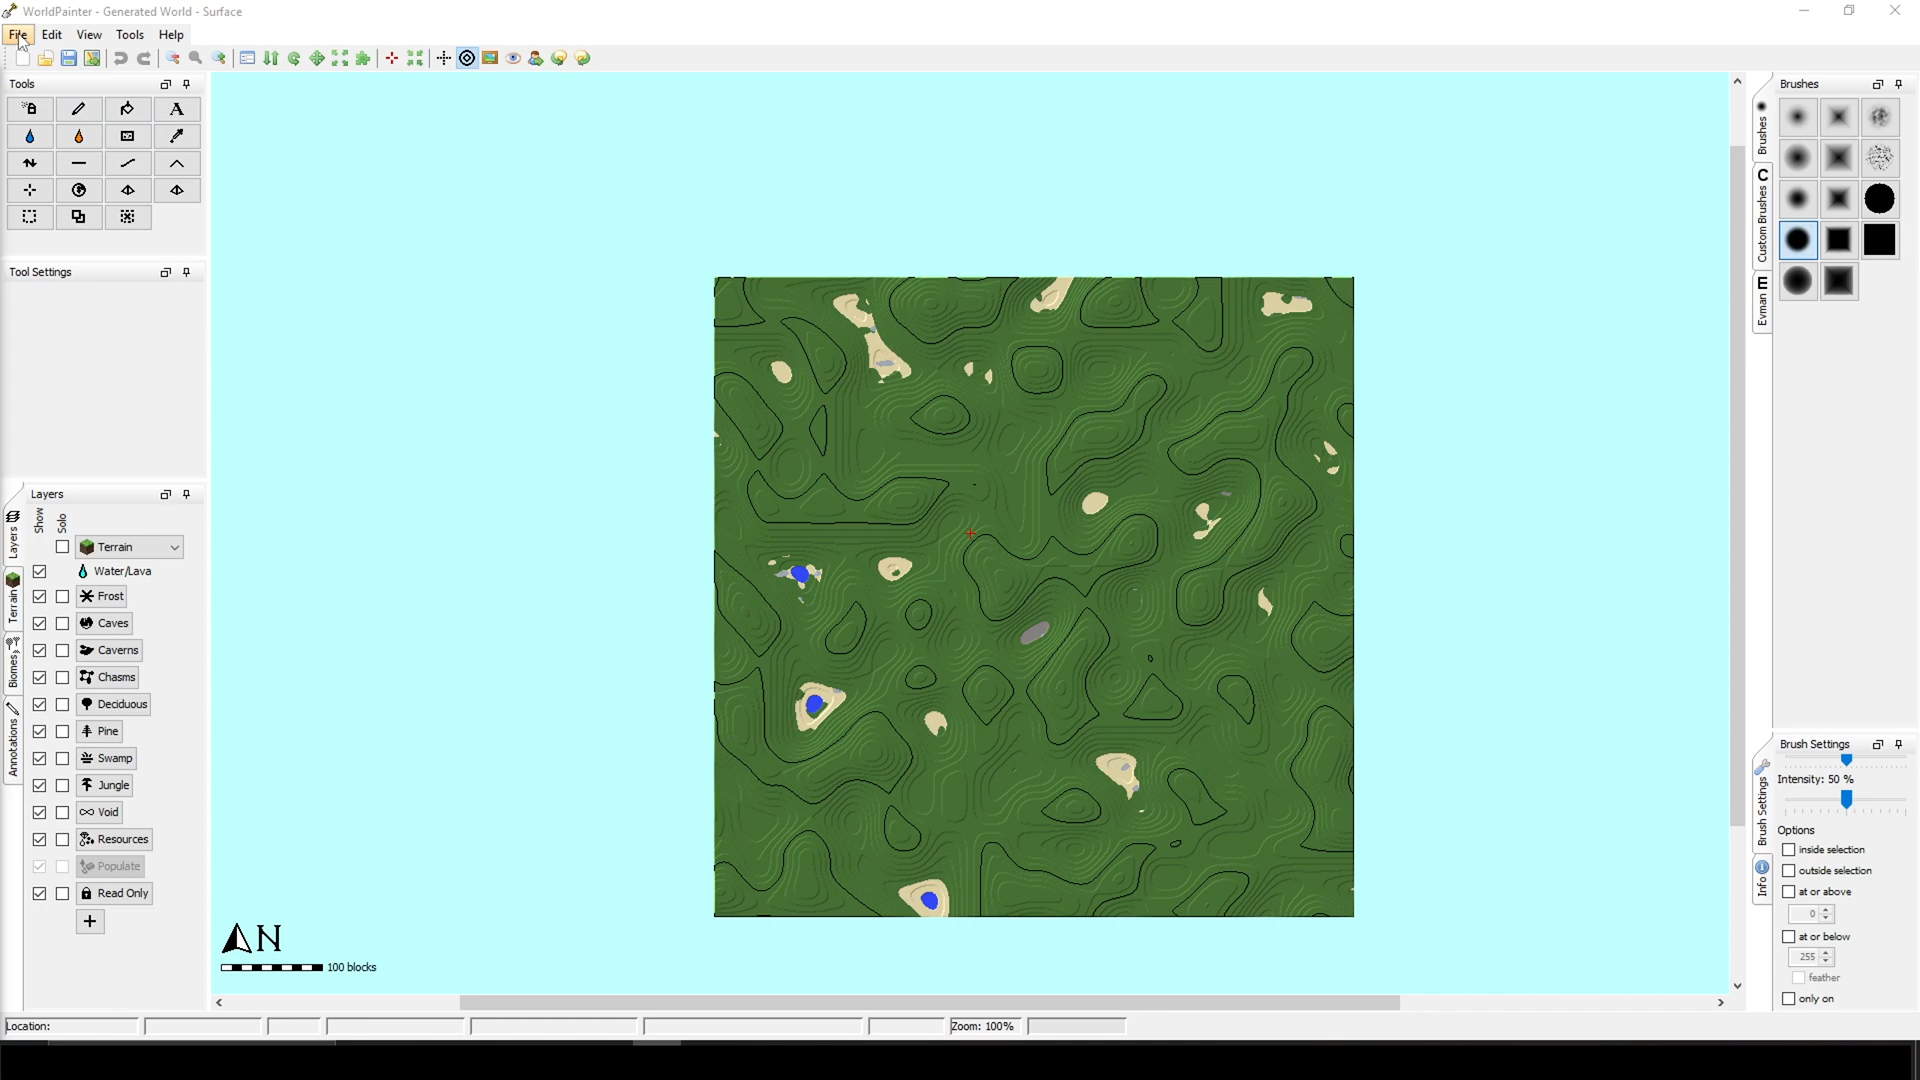 WorldPainter - Generated World - Surface
File Edit View Tools Help
Tools
A
Tool Settings
Layers
Show
Solo
Layers
Terrain
Biomes
Annotations
Terrain
Water/Lava
Frost
Caves
Caverns
Chasms
Deciduous
Pine
Swamp
Jungle
Void
Resources
Populate
Read Only
+
N
100 blocks
Brushes
Brushes
C Custom Brushes
E Evman
Brush Settings
Brush Settings
Info
Intensity: 50 %
Options
inside selection
outside selection
at or above
0
at or below
255
feather
only on
Location:
Zoom: 100%